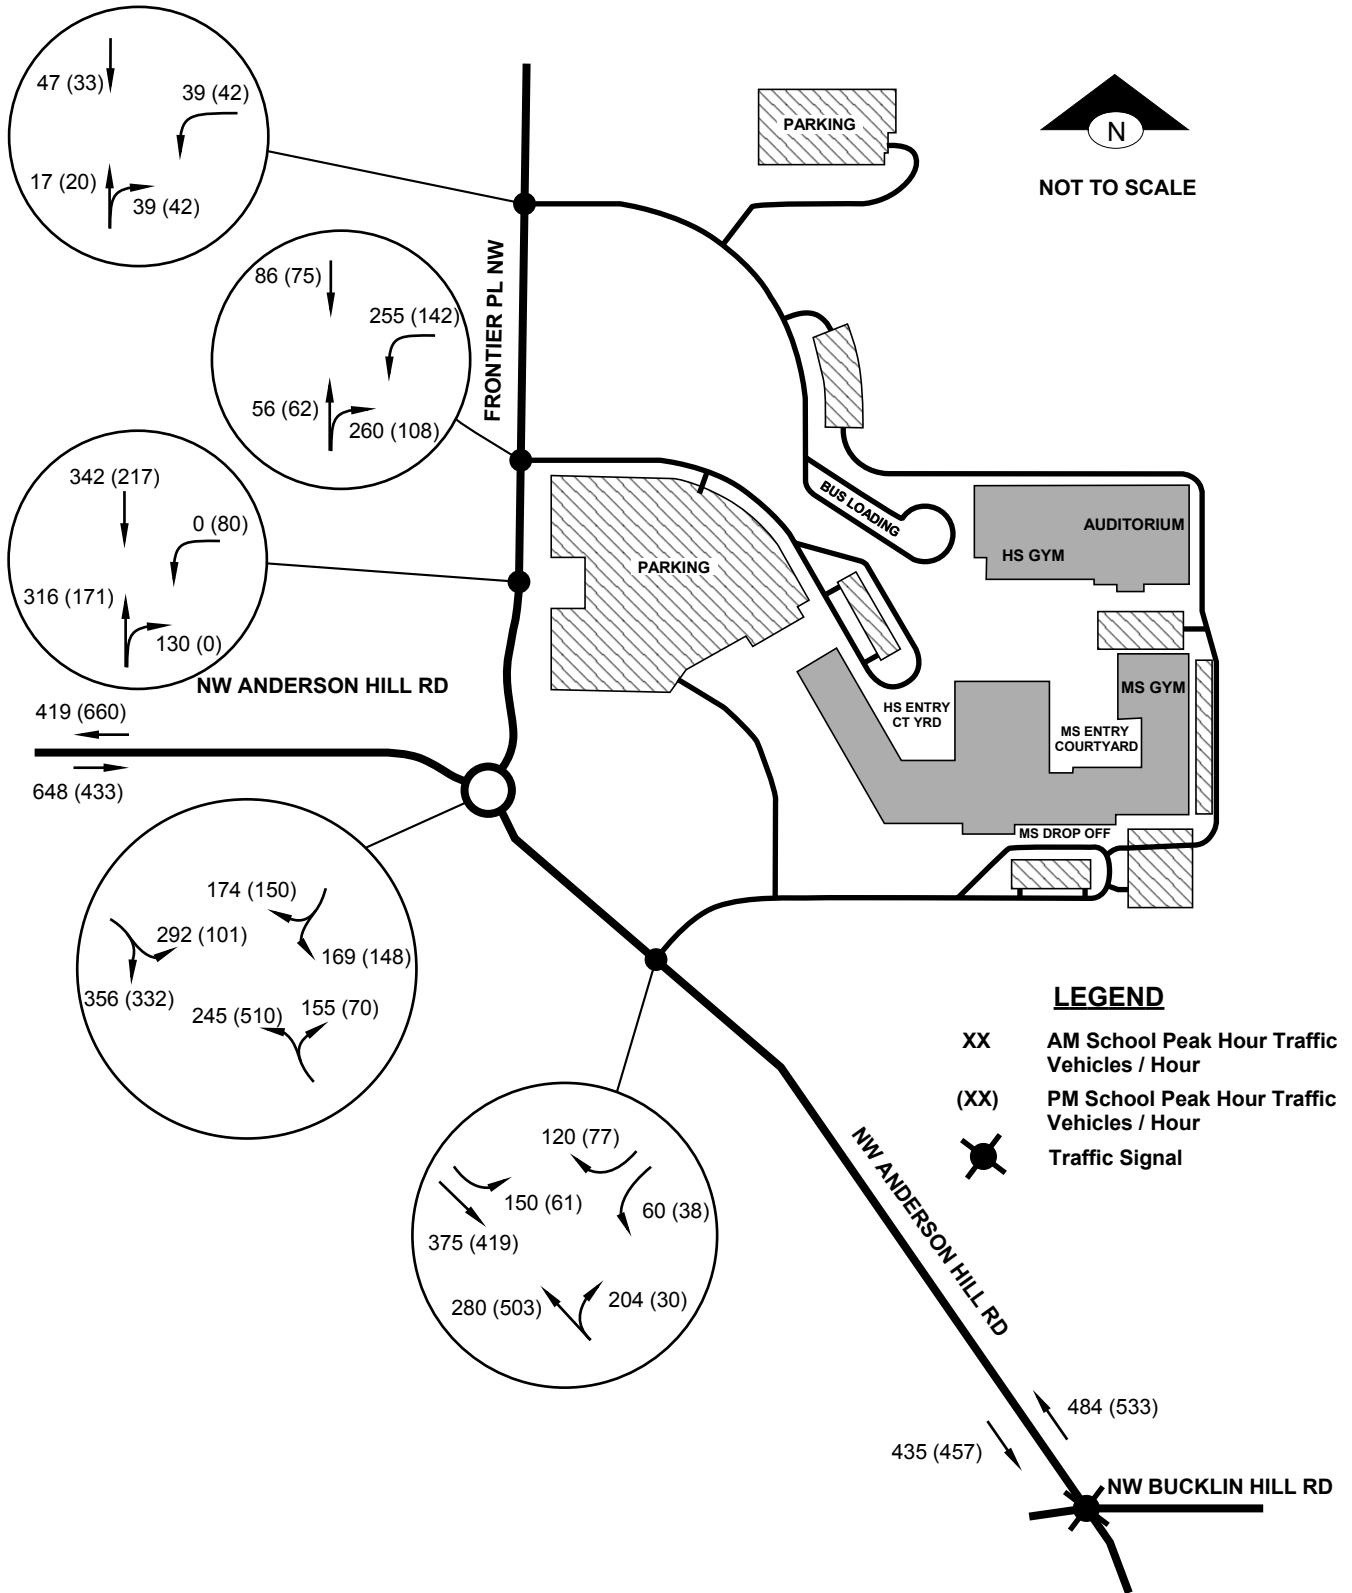 47 (33)
39 (42)
17 (20)
39 (42)
PARKING
N
NOT TO SCALE
FRONTIER PL NW
86 (75)
255 (142)
56 (62)
260 (108)
342 (217)
0 (80)
316 (171)
130 (0)
BUS LOADING
AUDITORIUM
HS GYM
PARKING
NW ANDERSON HILL RD
419 (660)
648 (433)
HS ENTRY
CT YRD
MS GYM
MS ENTRY
COURTYARD
MS DROP OFF
174 (150)
292 (101)
169 (148)
356 (332)
245 (510)
155 (70)
120 (77)
150 (61)
60 (38)
375 (419)
280 (503)
204 (30)
LEGEND
XX AM School Peak Hour Traffic
Vehicles / Hour
(XX) PM School Peak Hour Traffic
Vehicles / Hour
Traffic Signal
NW ANDERSON HILL RD
484 (533)
435 (457)
NW BUCKLIN HILL RD